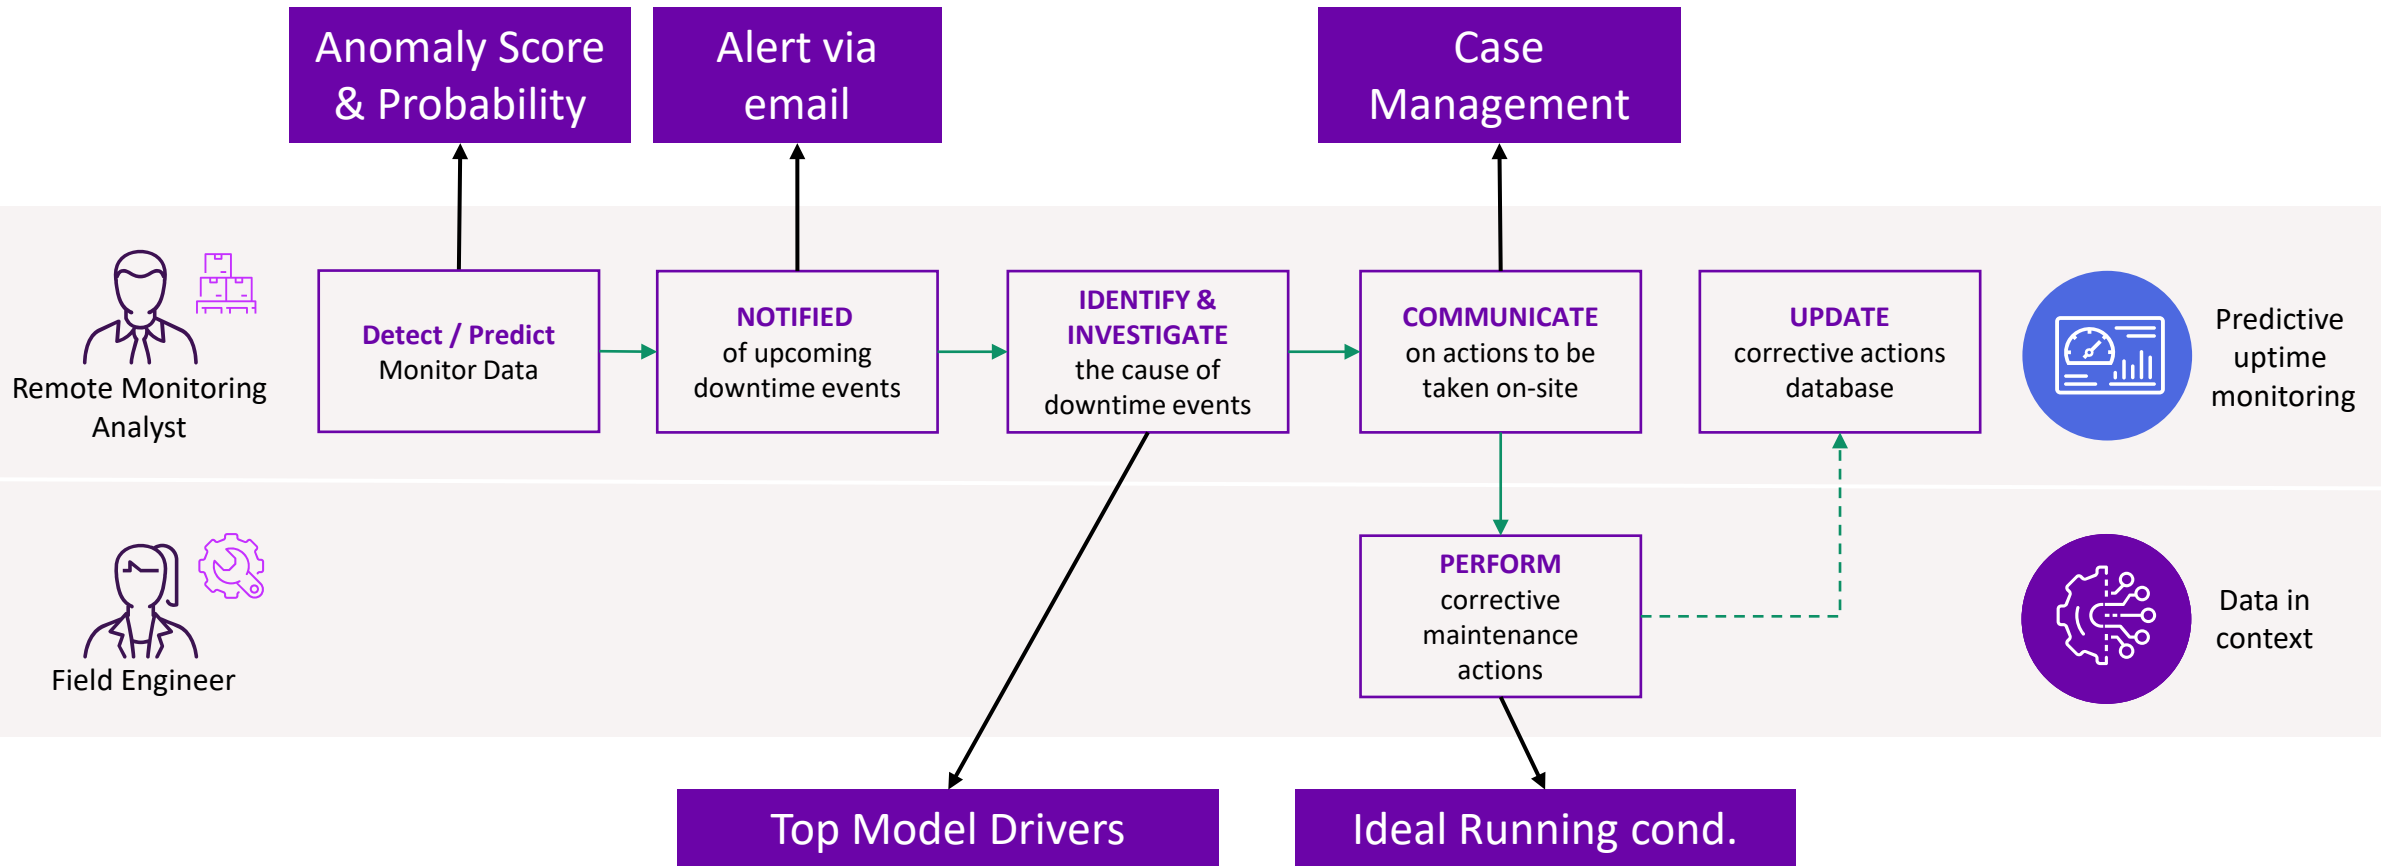 Anomaly Score
& Probability
Alert via
email
Case
Management
Remote Monitoring
Analyst
Detect / Predict
Monitor Data
NOTIFIED
of upcoming
downtime events
IDENTIFY &
INVESTIGATE
the cause of
downtime events
COMMUNICATE
on actions to be
taken on-site
UPDATE
corrective actions
database
Predictive
uptime
monitoring
Field Engineer
PERFORM
corrective
maintenance
actions
Data in
context
Top Model Drivers
Ideal Running cond.